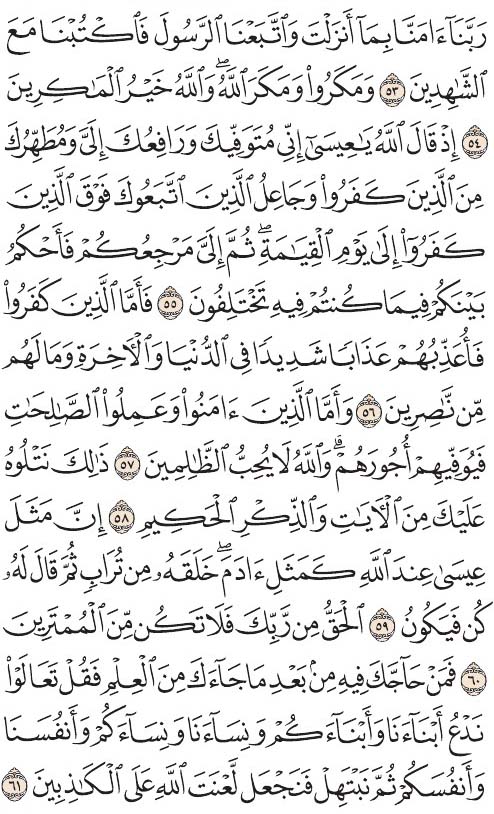 رَبَّنَآ ءَامَنَّا بِمَآ أَنزَلْتَ وَٱتَّبَعْنَا ٱلرَّسُولَ فَٱكْتُبْنَا مَعَ
ٱلشَّٰهِدِينَ ٥٣ وَمَكَرُوا۟ وَمَكَرَ ٱللَّهُ ۖ وَٱللَّهُ خَيْرُ ٱلْمَٰكِرِينَ
٥٤ إِذْ قَالَ ٱللَّهُ يَٰعِيسَىٰٓ إِنِّى مُتَوَفِّيكَ وَرَافِعُكَ إِلَىَّ وَمُطَهِّرُكَ
مِنَ ٱلَّذِينَ كَفَرُوا۟ وَجَاعِلُ ٱلَّذِينَ ٱتَّبَعُوكَ فَوْقَ ٱلَّذِينَ
كَفَرُوٓا۟ إِلَىٰ يَوْمِ ٱلْقِيَٰمَةِ ۖ ثُمَّ إِلَىَّ مَرْجِعُكُمْ فَأَحْكُمُ
بَيْنَكُمْ فِيمَا كُنتُمْ فِيهِ تَخْتَلِفُونَ ٥٥ فَأَمَّا ٱلَّذِينَ كَفَرُوا۟
فَأُعَذِّبُهُمْ عَذَابًا شَدِيدًا فِى ٱلدُّنْيَا وَٱلْءَاخِرَةِ وَمَا لَهُم
مِّن نَّٰصِرِينَ ٥٦ وَأَمَّا ٱلَّذِينَ ءَامَنُوا۟ وَعَمِلُوا۟ ٱلصَّٰلِحَٰتِ
فَيُوَفِّيهِمْ أُجُورَهُمْ ۗ وَٱللَّهُ لَا يُحِبُّ ٱلظَّٰلِمِينَ ٥٧ ذَٰلِكَ نَتْلُوهُ
عَلَيْكَ مِنَ ٱلْءَايَٰتِ وَٱلذِّكْرِ ٱلْحَكِيمِ ٥٨ إِنَّ مَثَلَ
عِيسَىٰ عِندَ ٱللَّهِ كَمَثَلِ ءَادَمَ ۖ خَلَقَهُۥ مِن تُرَابٍ ثُمَّ قَالَ لَهُۥ
كُن فَيَكُونُ ٥٩ ٱلْحَقُّ مِن رَّبِّكَ فَلَا تَكُن مِّنَ ٱلْمُمْتَرِينَ
٦٠ فَمَنْ حَآجَّكَ فِيهِ مِنۢ بَعْدِ مَا جَآءَكَ مِنَ ٱلْعِلْمِ فَقُلْ تَعَالَوْا۟
نَدْعُ أَبْنَآءَنَا وَأَبْنَآءَكُمْ وَنِسَآءَنَا وَنِسَآءَكُمْ وَأَنفُسَنَا
وَأَنفُسَكُمْ ثُمَّ نَبْتَهِلْ فَنَجْعَل لَّعْنَتَ ٱللَّهِ عَلَى ٱلْكَٰذِبِينَ ٦١